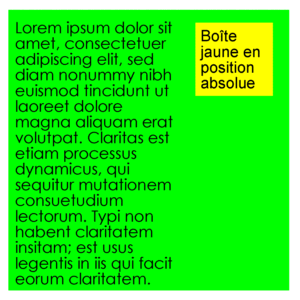 Lorem ipsum dolor sit
amet, consectetuer
adipiscing elit, sed
diam nonummy nibh
euismod tincidunt ut
laoreet dolore
magna aliquam erat
volutpat. Claritas est
etiam processus
dynamicus, qui
sequitur mutationem
consuetudium
lectorum. Typi non
habent claritatem
insitam; est usus
legentis in iis qui facit
eorum claritatem.
Boîte
jaune en
position
absolue